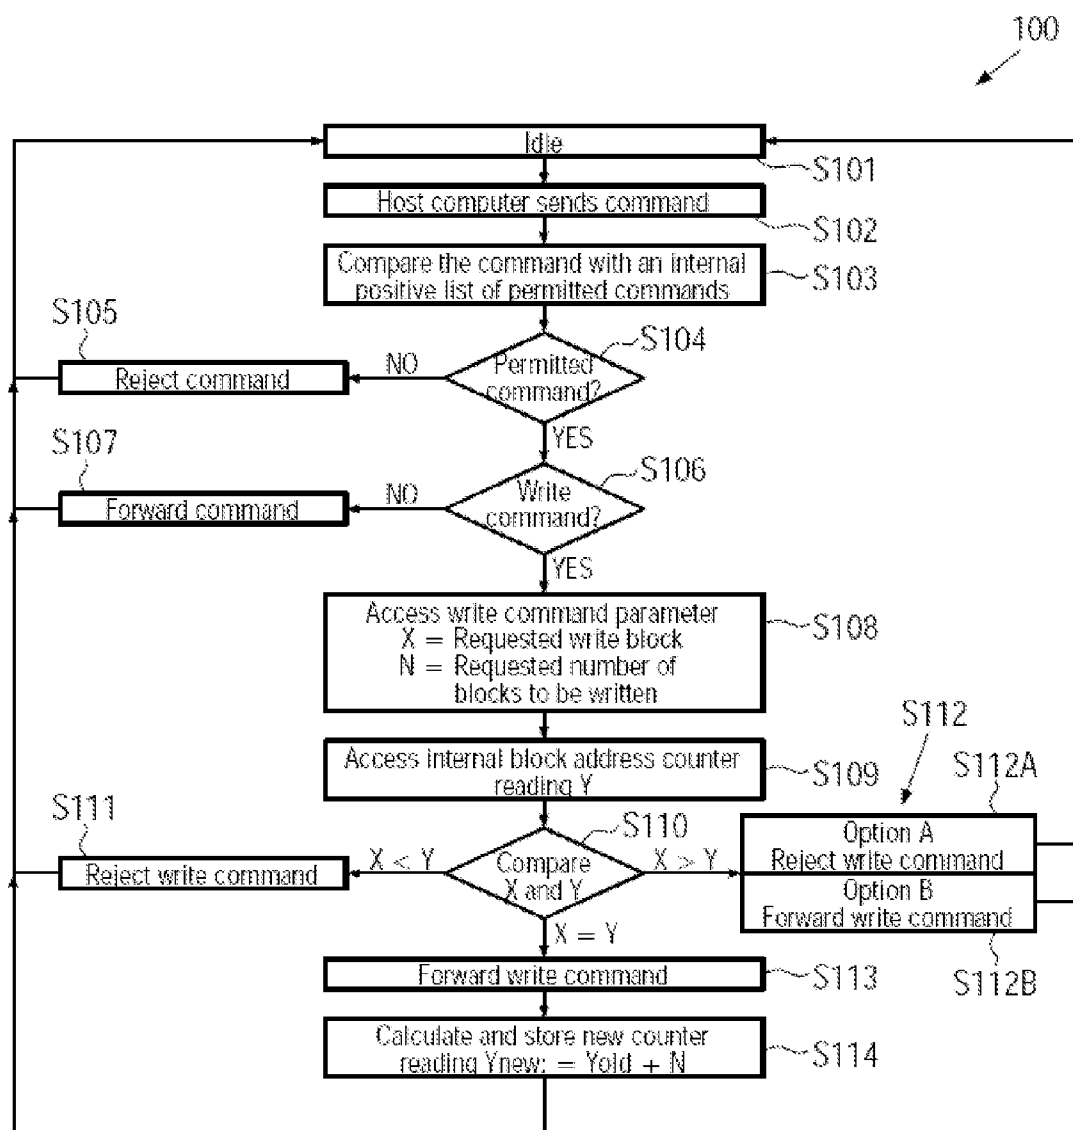 100
Idle
S101
Host computer sends command
S102
Compare the command with an internal
positive list of permitted commands
S103
S105
S104
Reject command
NO
Permitted
command?
YES
S107
S106
Forward command
NO
Write
command?
YES
Access write command parameter
X = Requested write block
N = Requested number of
blocks to be written
S108
S112
Access internal block address counter
reading Y
S109
S112A
S111
S110
Option A
Reject write command
Reject write command
X < Y
Compare
X and Y
X > Y
Option B
Forward write command
X = Y
S112B
Forward write command
S113
Calculate and store new counter
reading Ynew: = Yold + N
S114